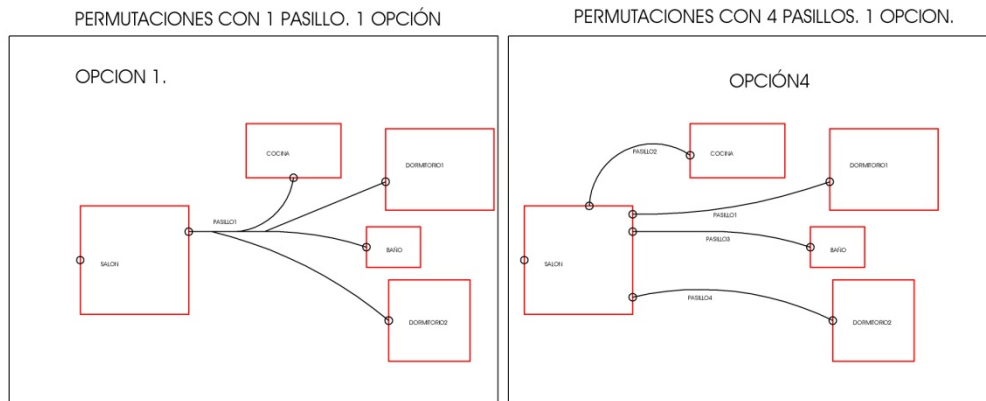 PERMUTACIONES CON 1 PASILLO. 1 OPCIÓN
OPCION 1.
COCINA
DORMITORIO1
PASILLO1
BAÑO
SALON
DORMITORIO2
PERMUTACIONES CON 4 PASILLOS. 1 OPCION.
OPCIÓN4
PASILLO2
COCINA
DORMITORIO1
PASILLO1
PASILLO3
BAÑO
SALON
PASILLO4
DORMITORIO2